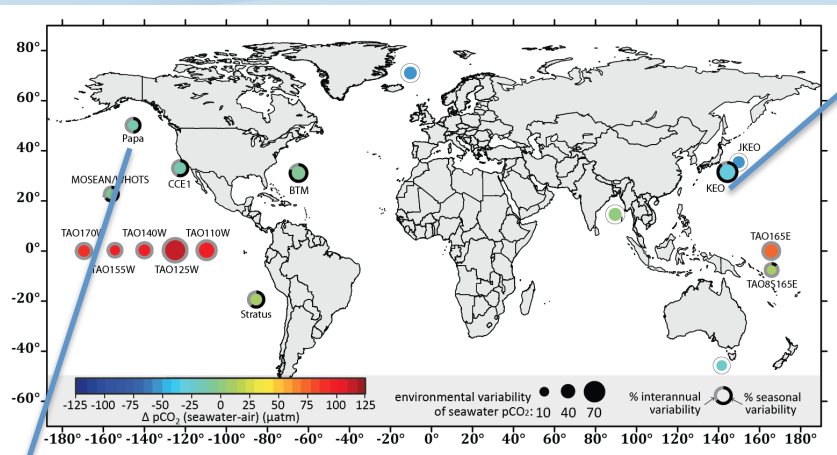 80°
60°
40°
20°
0°
-20°
-40°
-60°
Papa
MOSEAN/WHOTS
CCE1
BTM
JKEO
KEO
TAO170W
TAO140W
TAO110W
TAO155W
TAO125W
TAO165E
TAO8S165E
Stratus
-125 -100 -75 -50 -25 0 25 50 75 100 125
Δ pCO₂ (seawater-air) (µatm)
environmental variability
of seawater pCO₂: 10 40 70
% interannual
variability
% seasonal
variability
-180° -160° -140° -120° -100° -80° -60° -40° -20° 0° 20° 40° 60° 80° 100° 120° 140° 160° 180°